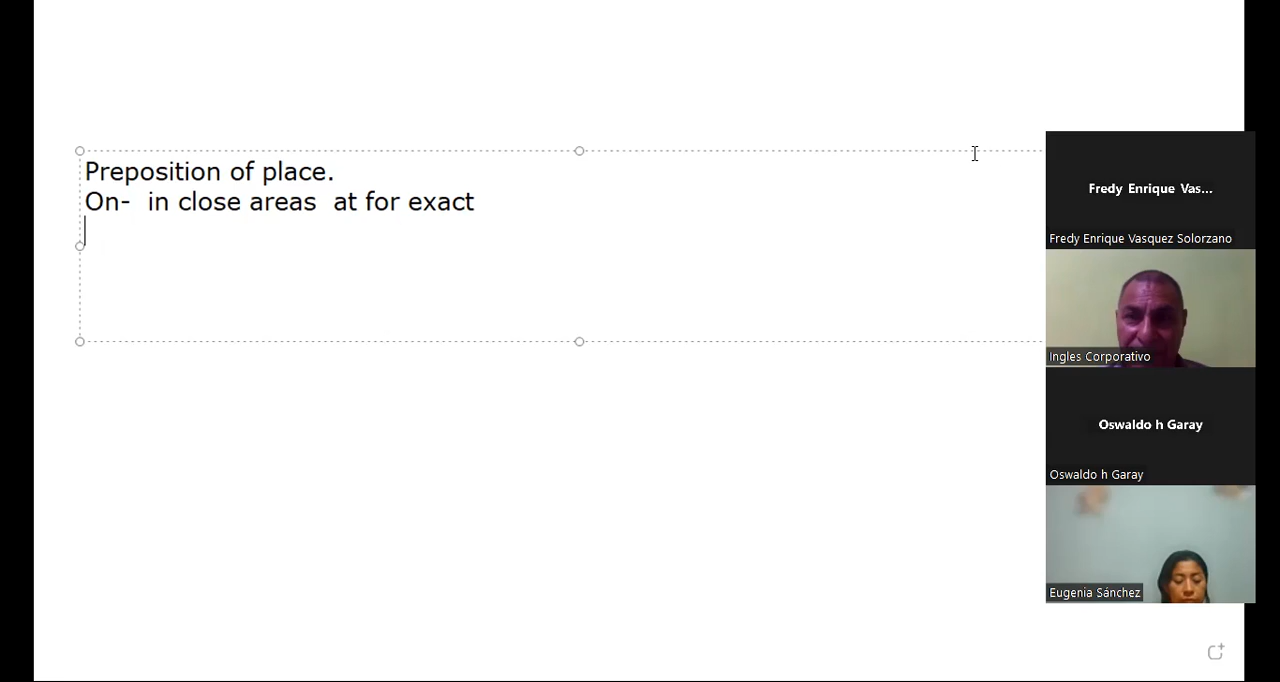 Preposition of place.
On-  in close areas  at for exact
Fredy Enrique Vas...
Fredy Enrique Vasquez Solorzano
Ingles Corporativo
Oswaldo h Garay
Oswaldo h Garay
Eugenia Sánchez